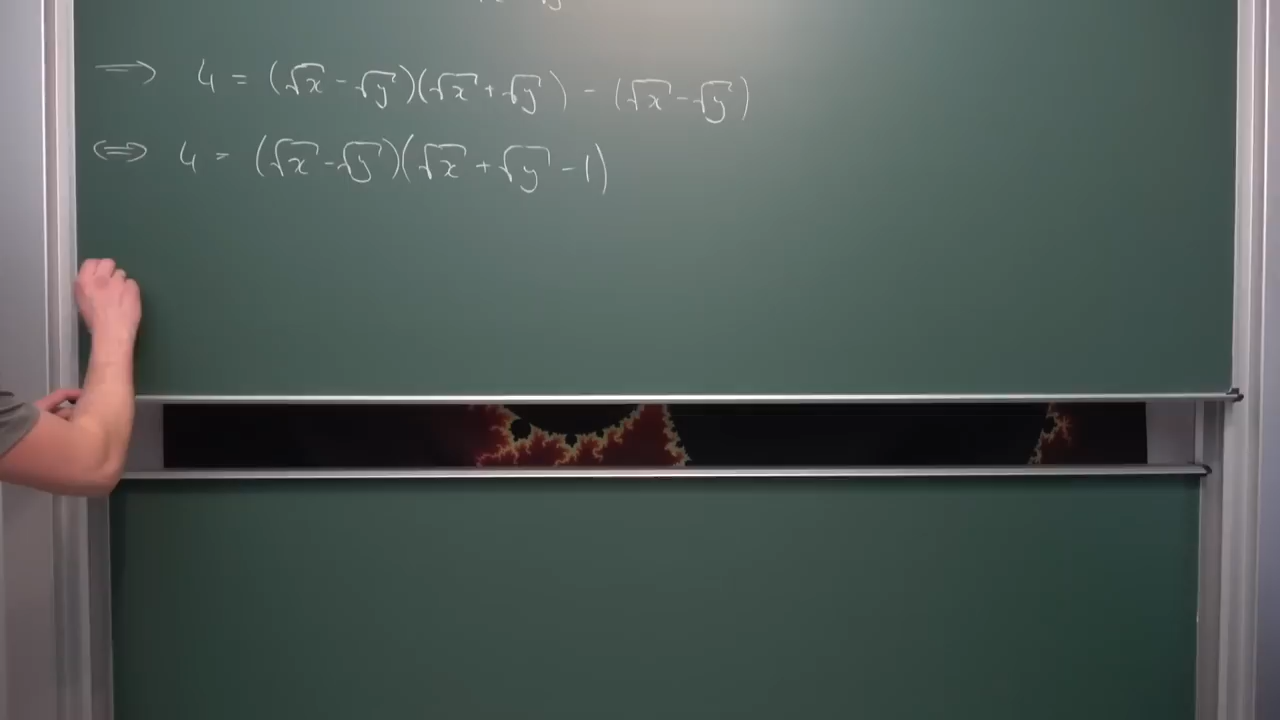 ⟹ 4 = (√x - √y)(√x + √y) - (√x - √y)
⟺ 4 = (√x - √y)(√x + √y - 1)